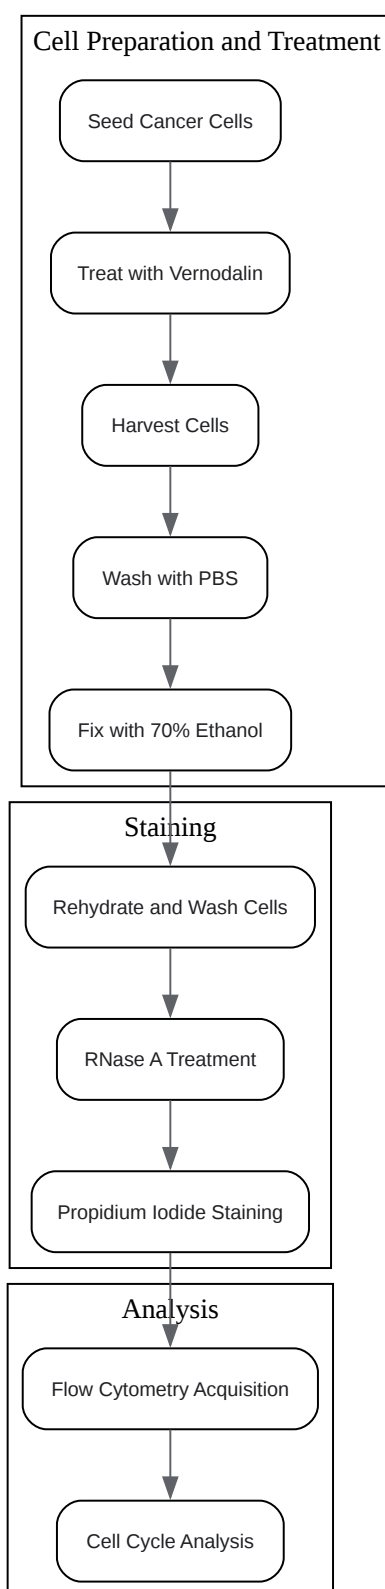 Cell Preparation and Treatment
Seed Cancer Cells
Treat with Vernodalin
Harvest Cells
Wash with PBS
Fix with 70% Ethanol
Staining
Rehydrate and Wash Cells
RNase A Treatment
Propidium Iodide Staining
Analysis
Flow Cytometry Acquisition
Cell Cycle Analysis